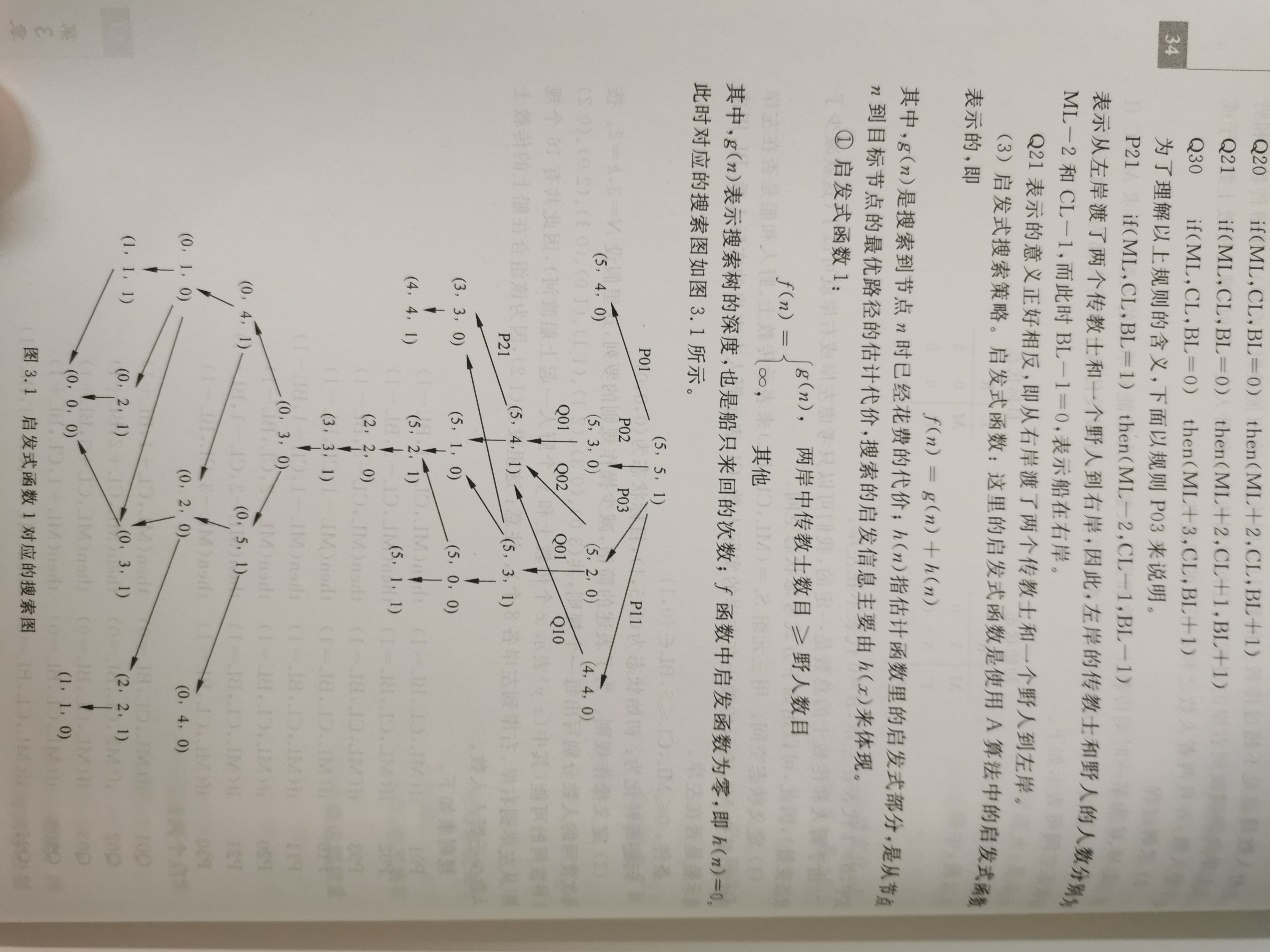 34
Q20 if(ML,CL,BL=0) then(ML+2,CL,BL+1)
Q21 if(ML,CL,BL=0) then(ML+2,CL+1,BL+1)
Q30 if(ML,CL,BL=0) then(ML+3,CL,BL+1)
为了理解以上规则的含义,下面以规则 P03 来说明。
P21 if(ML,CL,BL=1) then(ML-2,CL-1,BL-1)
表示从左岸渡了两个传教士和一个野人到右岸,因此,左岸的传教士和野人的人数分别为
ML-2 和 CL-1,而此时 BL-1=0,表示船在右岸。
Q21 表示的意义正好相反,即从右岸渡了两个传教士和一个野人到左岸。
(3) 启发式搜索策略。启发式函数:这里的启发式函数是使用 A 算法中的启发式函数
表示的,即
f(n)=g(n)+h(n)
其中,g(n)是搜索到节点 n 时已经花费的代价;h(n)指估计函数里的启发式部分,是从节点
n 到目标节点的最优路径的估计代价,搜索的启发信息主要由 h(x)来体现。
① 启发式函数 1:
f(n)={g(n), 两岸中传教士数目≥野人数目
∞, 其他
其中,g(n)表示搜索树的深度,也是船只来回的次数;f 函数中启发函数为零,即 h(n)=0。
此时对应的搜索图如图 3.1 所示。
(5, 5, 1)
P01 P02 P03 P11
(5, 4, 0) (5, 3, 0) (5, 2, 0) (4, 4, 0)
Q01 Q02 Q01 Q10
(5, 4, 1) (5, 3, 1)
P21
(3, 3, 0) (5, 1, 0) (5, 0, 0)
(4, 4, 1) (5, 2, 1) (5, 1, 1)
(2, 2, 0)
(3, 3, 1)
(0, 3, 0)
(0, 4, 1) (0, 5, 1)
(0, 1, 0) (0, 2, 0) (0, 4, 0)
(1, 1, 1) (0, 2, 1) (0, 3, 1) (2, 2, 1)
(0, 0, 0) (1, 1, 0)
图 3.1 启发式函数 1 对应的搜索图